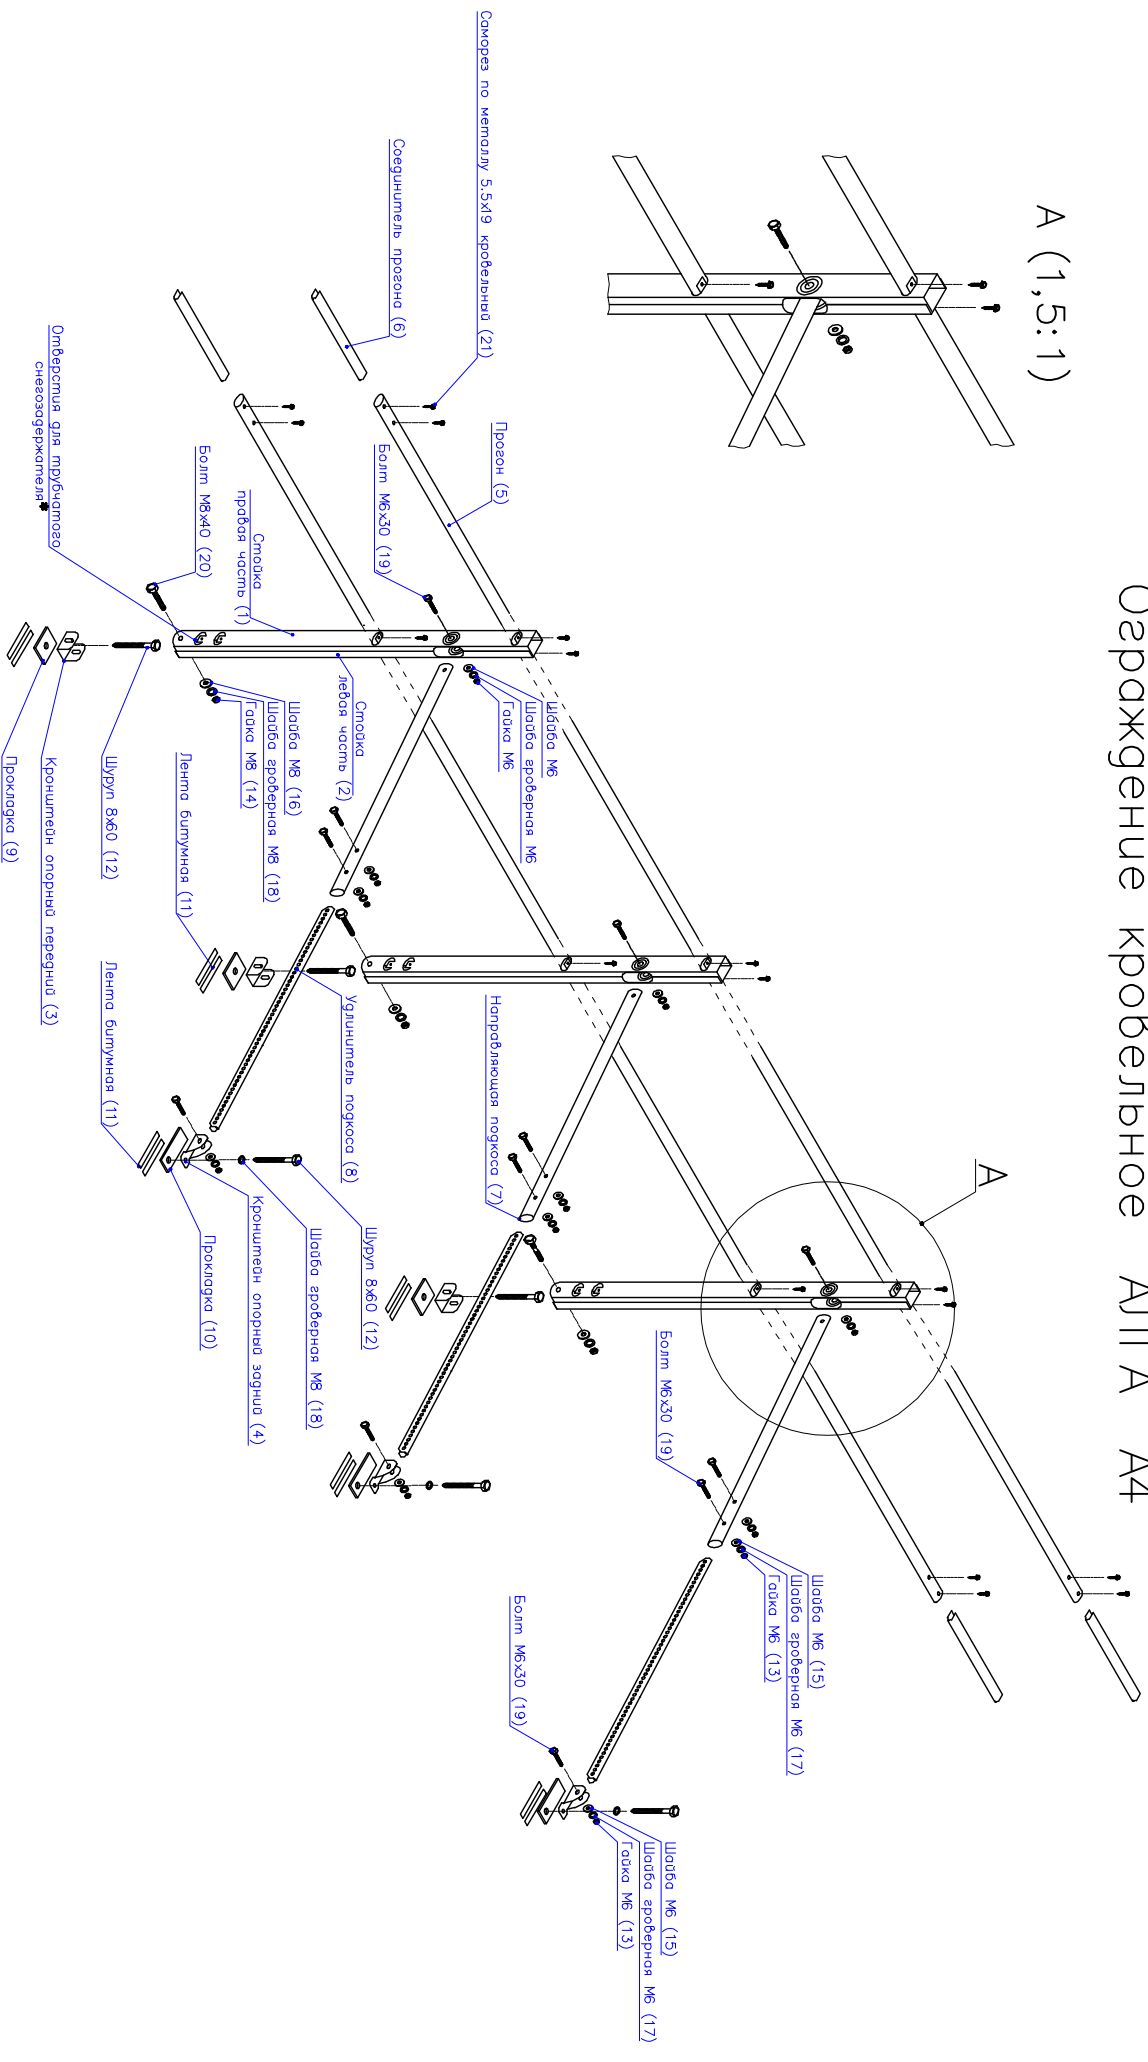 Ограждение кровельное АЛГА А4
А (1,5:1)
А
Саморез по металлу 5.5х19 кровельный (21)
Соединитель прогона (6)
Прогон (5)
Болт М6х30 (19)
Отверстия для трубчатого
снегозадержателя*
Стойка
правая часть (1)
Болт М8х40 (20)
Шайба М6
Шайба гроверная М6
Гайка М6
Стойка
левая часть (2)
Шайба М8 (16)
Шайба гроверная М8 (18)
Гайка М8 (14)
Шуруп 8х60 (12)
Кронштейн опорный передний (3)
Прокладка (9)
Лента битумная (11)
Лента битумная (11)
Удлинитель подкоса (8)
Направляющая подкоса (7)
Шуруп 8х60 (12)
Шайба гроверная М8 (18)
Кронштейн опорный задний (4)
Прокладка (10)
Болт М6х30 (19)
Шайба М6 (15)
Шайба гроверная М6 (17)
Гайка М6 (13)
Болт М6х30 (19)
Шайба М6 (15)
Шайба гроверная М6 (17)
Гайка М6 (13)